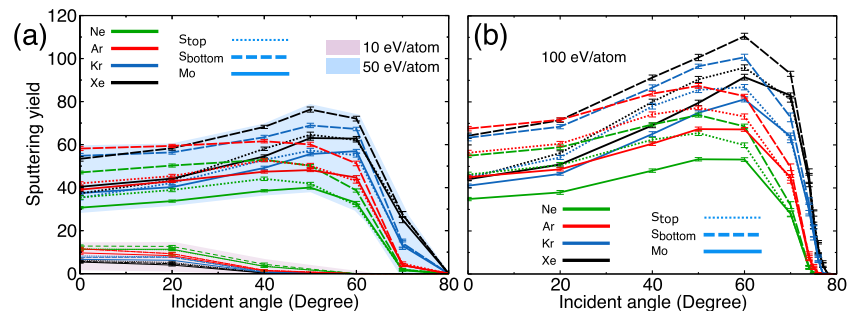 (a)
120
100
80
60
40
20
0
Sputtering yield
Ne
Ar
Kr
Xe
Stop
Sbottom
Mo
10 eV/atom
50 eV/atom
0 20 40 60 80
Incident angle (Degree)
(b)
100 eV/atom
Ne
Ar
Kr
Xe
Stop
Sbottom
Mo
0 20 40 60 80
Incident angle (Degree)